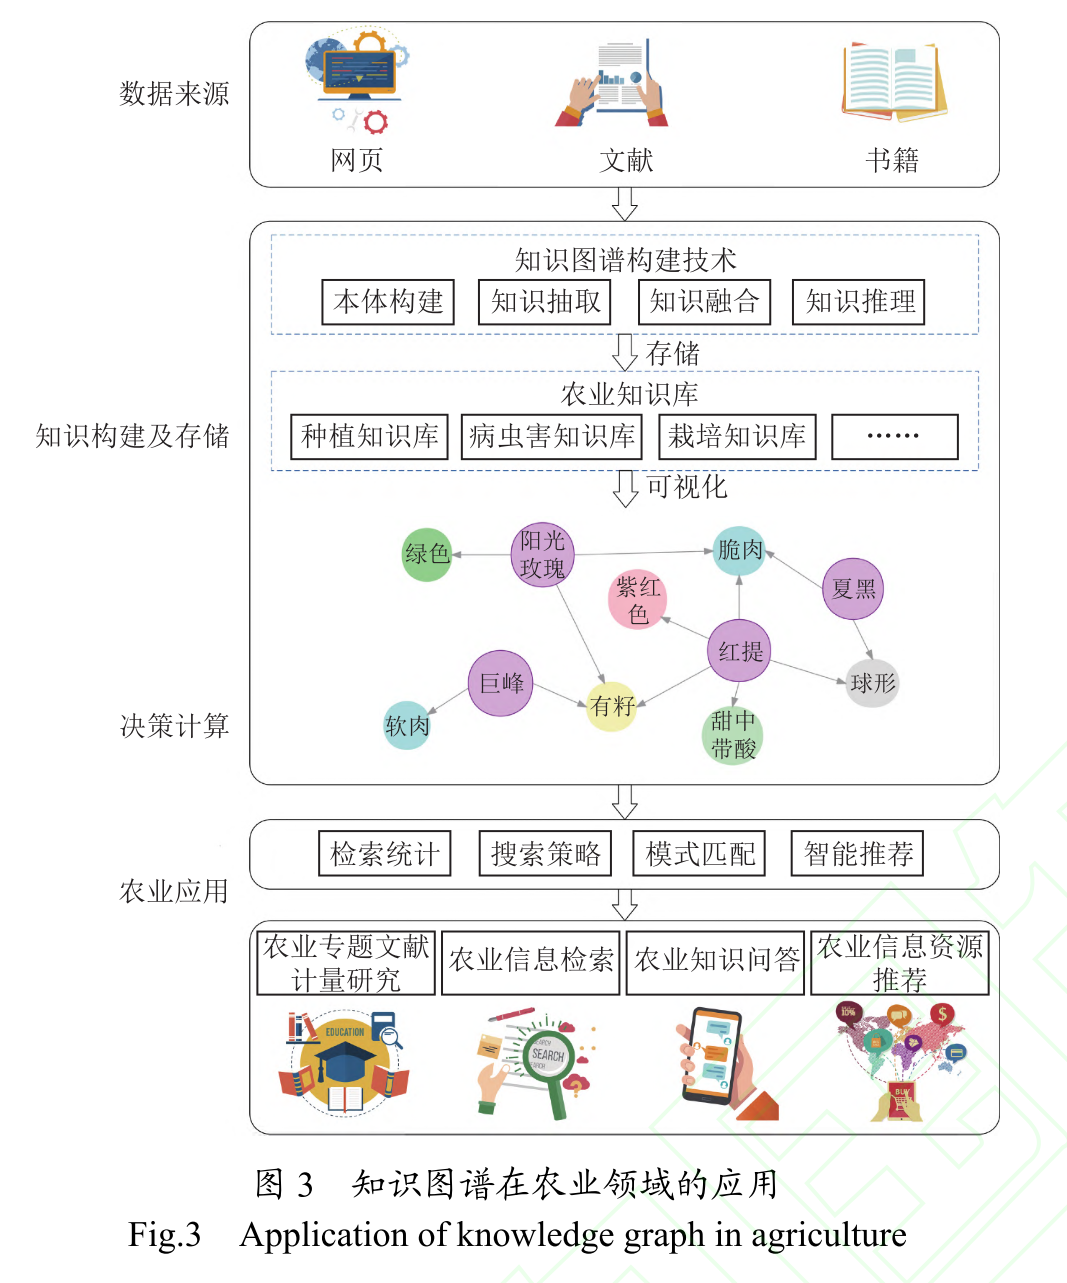 数据来源
网页
文献
书籍
知识图谱构建技术
本体构建
知识抽取
知识融合
知识推理
存储
农业知识库
知识构建及存储
种植知识库
病虫害知识库
栽培知识库
……
可视化
绿色
阳光
玫瑰
脆肉
紫红
色
夏黑
红提
巨峰
有籽
球形
软肉
甜中
带酸
决策计算
检索统计
搜索策略
模式匹配
智能推荐
农业应用
农业专题文献
计量研究
农业信息检索
农业知识问答
农业信息资源
推荐
EDUCATION
SEARCH
10%
$
BUY
图 3 知识图谱在农业领域的应用
Fig.3 Application of knowledge graph in agriculture